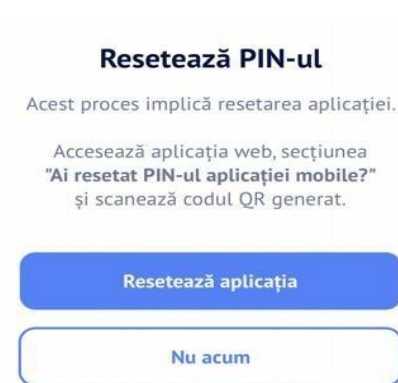 Resetează PIN-ul
Acest proces implică resetarea aplicației.
Accesează aplicația web, secțiunea
"Ai resetat PIN-ul aplicației mobile?"
și scanează codul QR generat.
Resetează aplicația
Nu acum